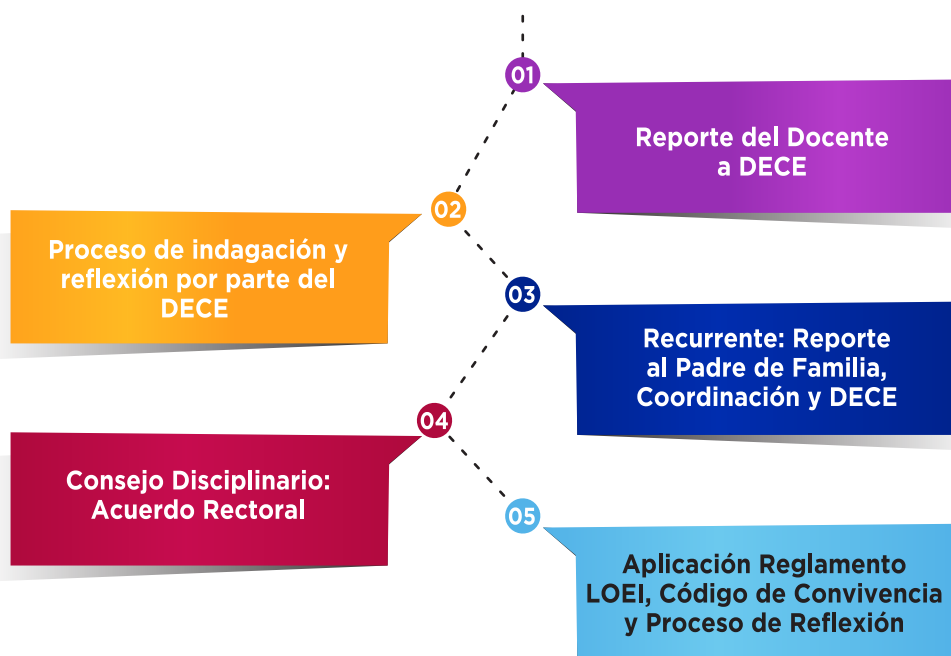 01
Reporte del Docente
a DECE
02
Proceso de indagación y
reflexión por parte del
DECE
03
Recurrente: Reporte
al Padre de Familia,
Coordinación y DECE
04
Consejo Disciplinario:
Acuerdo Rectoral
05
Aplicación Reglamento
LOEI, Código de Convivencia
y Proceso de Reflexión